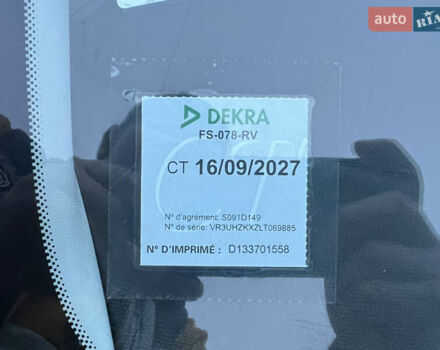 auto RIA
DEKRA
FS-078-RV
CT 16/09/2027
N° d'agrément: S091D149
N° de série: VR3UHZKXZLT069885
N° D'IMPRIMÉ : D133701558